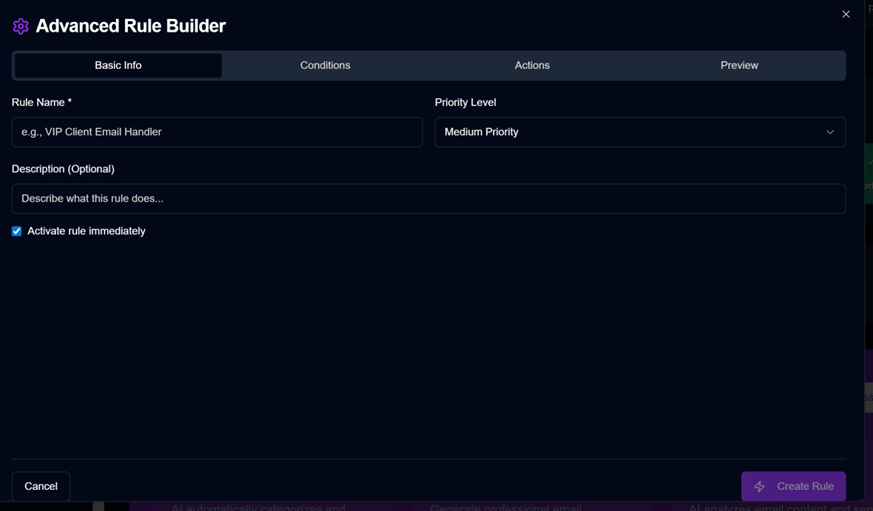 Advanced Rule Builder
Basic Info
Conditions
Actions
Preview
Rule Name *
Priority Level
e.g., VIP Client Email Handler
Medium Priority
Description (Optional)
Describe what this rule does...
Activate rule immediately
Cancel
Create Rule
AI automatically categorizes and
Generate professional email
AI analyzes email content and